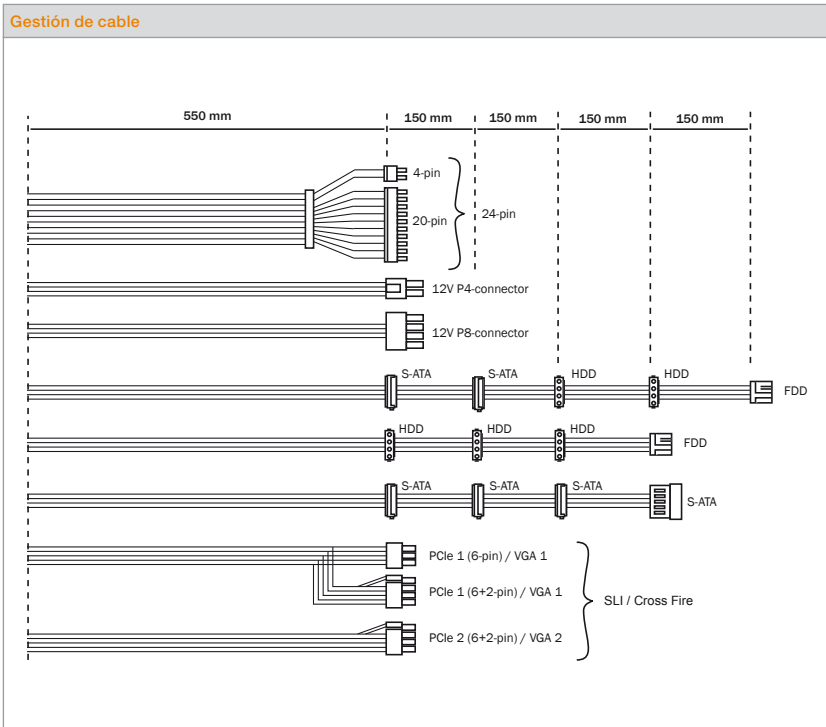 Gestión de cable
550 mm 150 mm 150 mm 150 mm 150 mm
4-pin
20-pin
24-pin
12V P4-connector
12V P8-connector
S-ATA S-ATA HDD HDD
FDD
HDD HDD HDD
FDD
S-ATA S-ATA S-ATA
S-ATA
PCIe 1 (6-pin) / VGA 1
PCIe 1 (6+2-pin) / VGA 1
SLI / Cross Fire
PCIe 2 (6+2-pin) / VGA 2